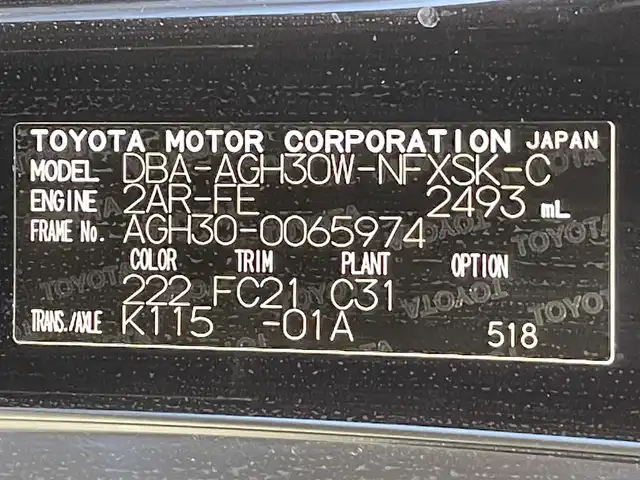 TOYOTA MOTOR CORPORATION JAPAN
MODEL DBA-AGH30W-NFXSK-C
ENGINE 2AR-FE 2493 mL
FRAME No. AGH30-0065974
COLOR TRIM PLANT OPTION
222 FC21 C31
TRANS./AXLE K115 -01A 518